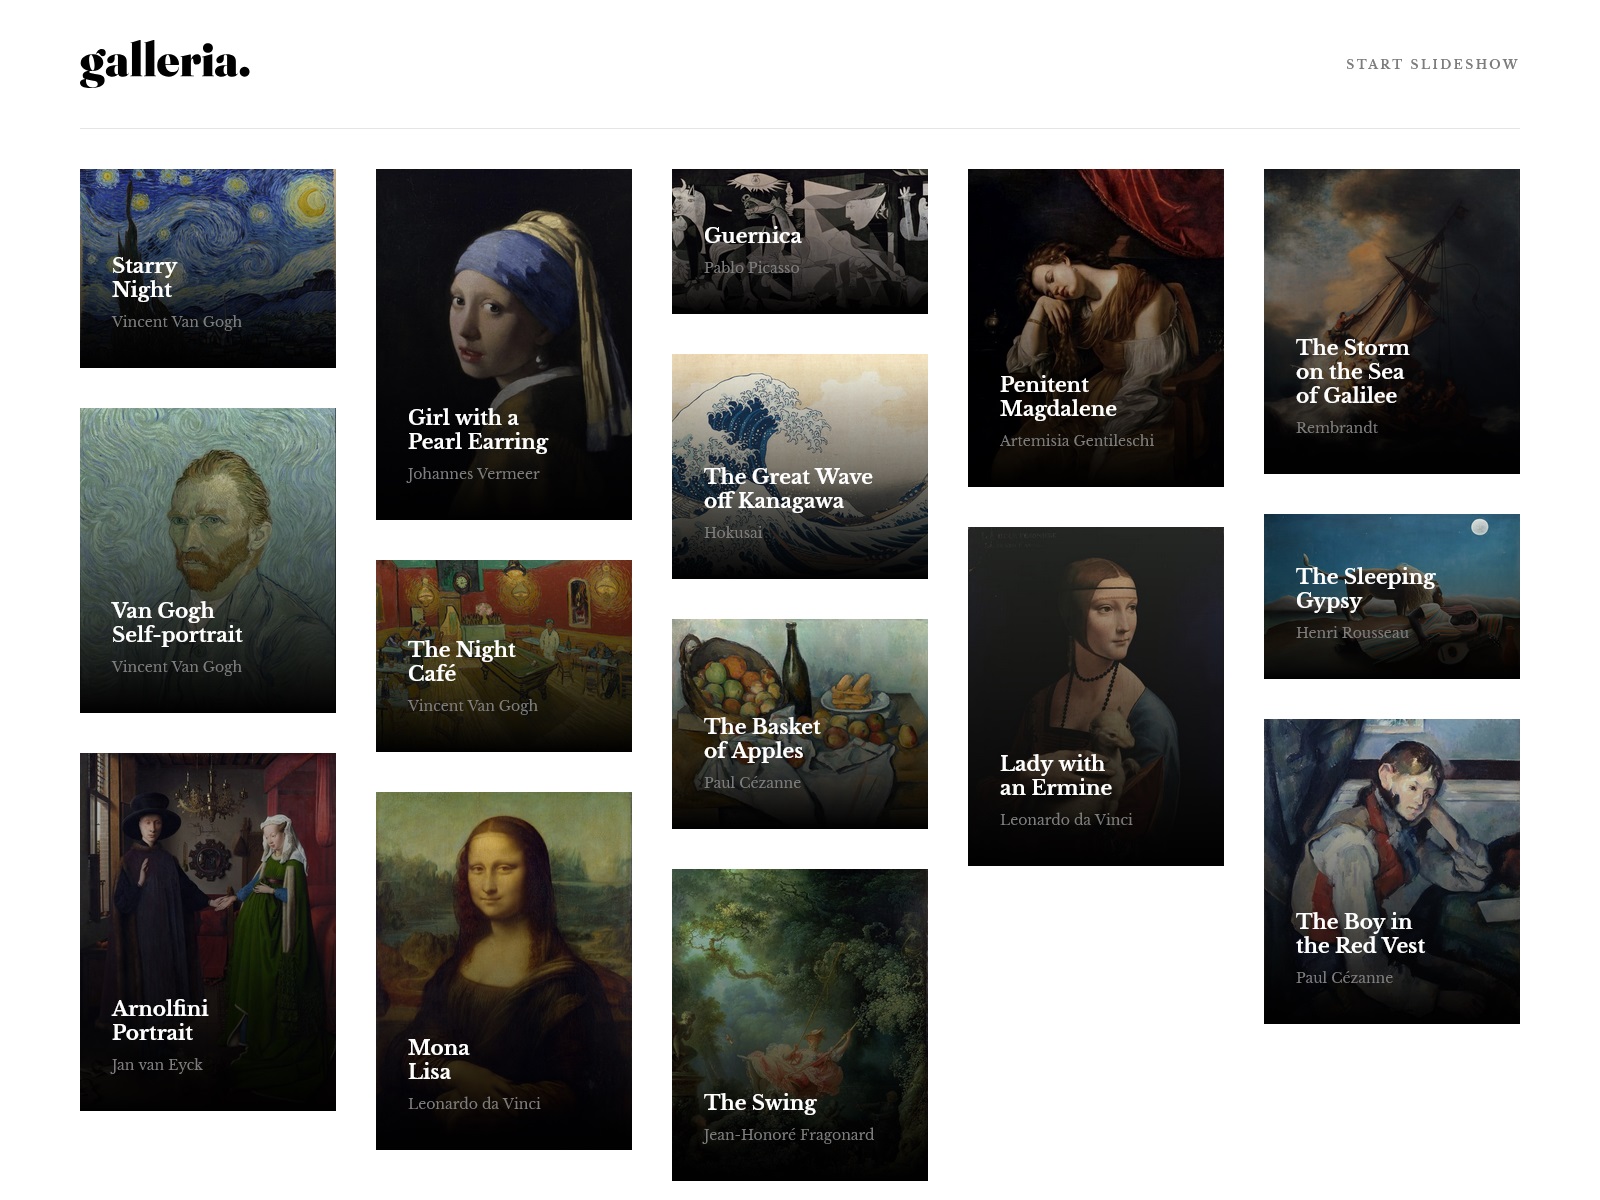 galleria.
START SLIDESHOW
Starry
Night
Vincent Van Gogh
Van Gogh
Self-portrait
Vincent Van Gogh
Arnolfini
Portrait
Jan van Eyck
Girl with a
Pearl Earring
Johannes Vermeer
The Night
Café
Vincent Van Gogh
Mona
Lisa
Leonardo da Vinci
Guernica
Pablo Picasso
The Great Wave
off Kanagawa
Hokusai
The Basket
of Apples
Paul Cézanne
The Swing
Jean-Honoré Fragonard
Penitent
Magdalene
Artemisia Gentileschi
Lady with
an Ermine
Leonardo da Vinci
The Storm
on the Sea
of Galilee
Rembrandt
The Sleeping
Gypsy
Henri Rousseau
The Boy in
the Red Vest
Paul Cézanne